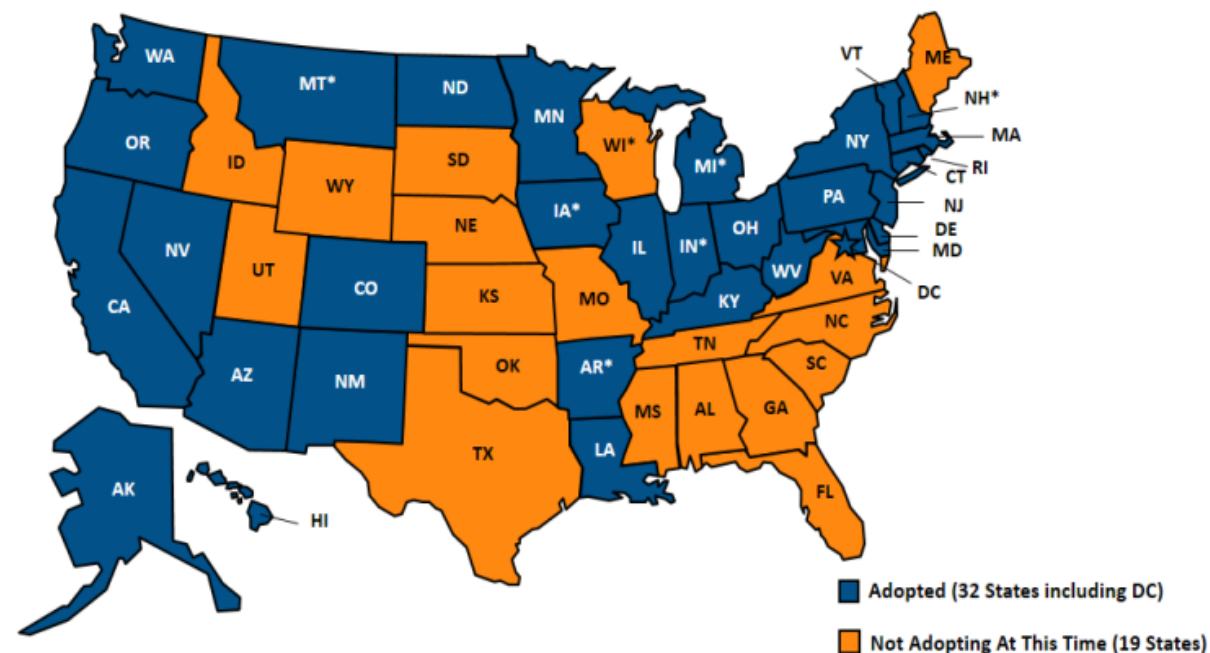 WA
MT*
ND
MN
VT
ME
NH*
OR
ID
SD
WI*
MI*
NY
MA
RI
CT
WY
IA*
PA
NJ
NE
OH
DE
NV
IL
IN*
MD
UT
CO
WV
VA
DC
CA
KS
MO
KY
NC
TN
AZ
NM
OK
AR*
SC
MS
AL
GA
TX
LA
AK
FL
HI
Adopted (32 States including DC)
Not Adopting At This Time (19 States)